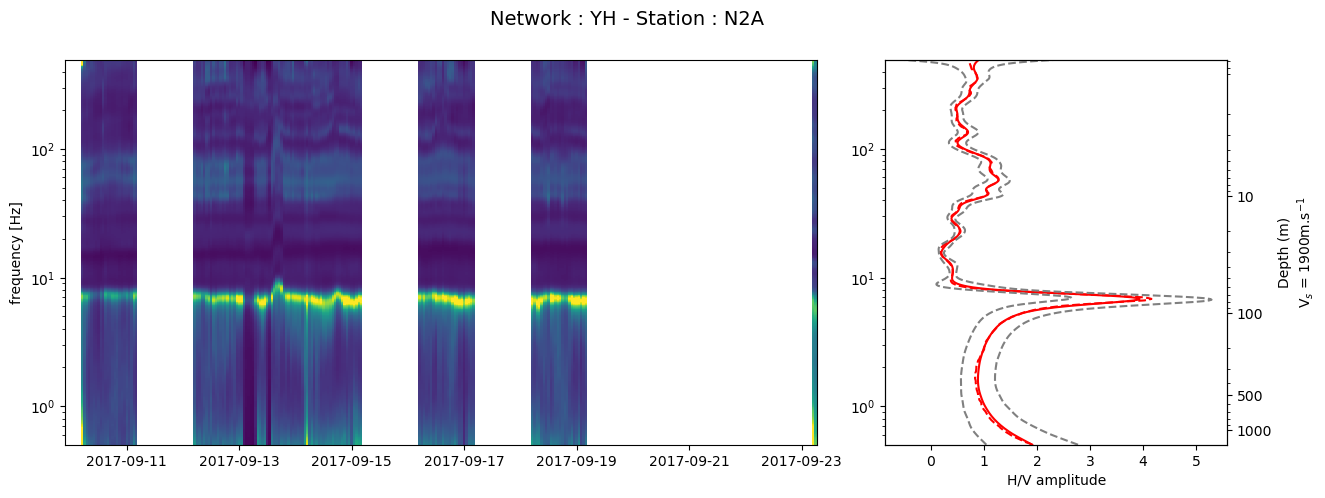 Network : YH - Station : N2A
frequency [Hz]
10²
10¹
10⁰
2017-09-11 2017-09-13 2017-09-15 2017-09-17 2017-09-19 2017-09-21 2017-09-23
10²
10¹
10⁰
0 1 2 3 4 5
H/V amplitude
10
100
500
1000
Depth (m)
Vₛ = 1900m.s⁻¹